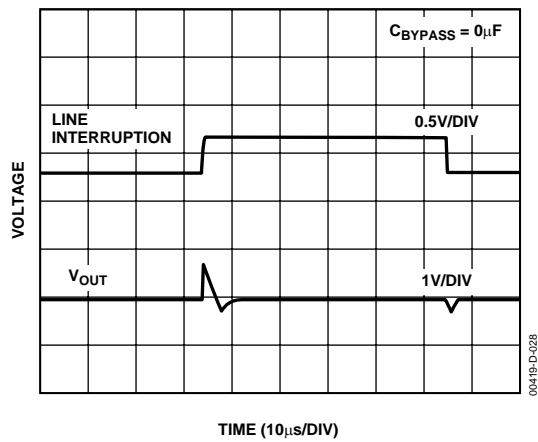 C_BYPASS = 0μF
LINE
INTERRUPTION
0.5V/DIV
VOLTAGE
V_OUT
1V/DIV
00419-D-028
TIME (10μs/DIV)